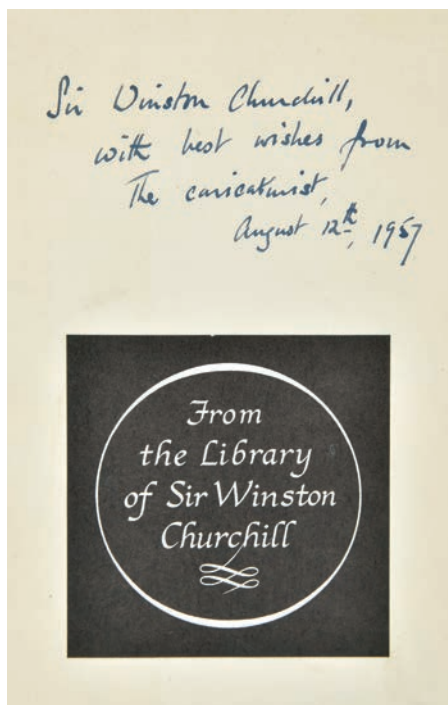 Sir Winston Churchill,
with best wishes from
The caricaturist,
August 12th, 1957
From
the Library
of Sir Winston
Churchill